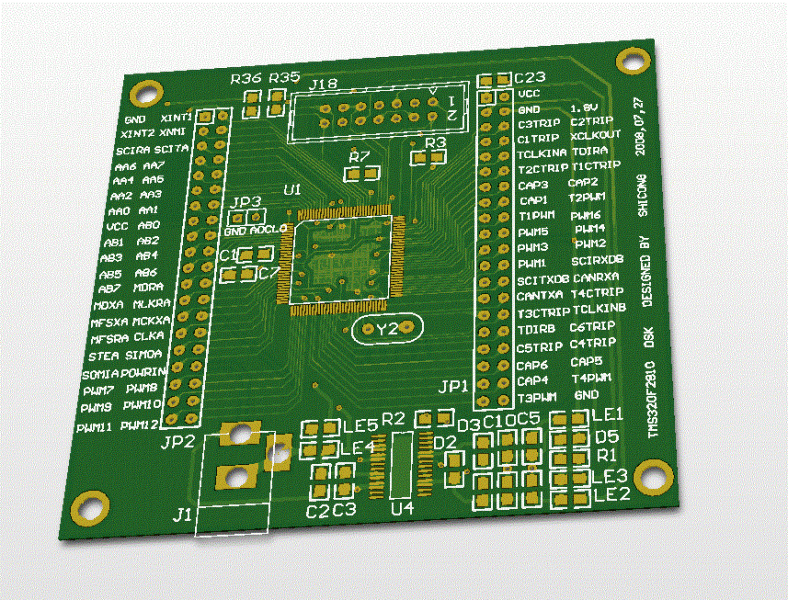 R36 R35
J18
1
2
C23
R7
R3
U1
JP3
GND ADCLO
C1
C7
Y2
GND XINT1
XINT2 XNMI
SCIRA SCITA
AA6 AA7
AA4 AA5
AA2 AA3
AA0 AA1
VCC AB0
AB1 AB2
AB3 AB4
AB5 AB6
AB7 MDRA
MDXA MLKRA
MFSXA MCKXA
MFSRA CLKA
STEA SIMOA
SOMIA POWRIN
PWM7 PWM8
PWM9 PWM10
PWM11 PWM12
JP2
VCC
GND 1.8V
C3TRIP C2TRIP
C1TRIP XCLKOUT
TCLKINA TDIRA
T2CTRIP T1CTRIP
CAP3 CAP2
CAP1 T2PWM
T1PWM PWM6
PWM5 PWM4
PWM3 PWM2
PWM1 SCIRXDB
SCITXDB CANRXA
CANTXA T4CTRIP
T3CTRIP TCLKINB
TDIRB C6TRIP
C5TRIP C4TRIP
CAP6 CAP5
CAP4 T4PWM
T3PWM GND
JP1
TMS320F2810 DSK DESIGNED BY SHICONG 2008,07,27
J1
LE5
LE4
C2 C3
R2
U4
D2
D3 C10 C5
LE1
D5
R1
LE3
LE2